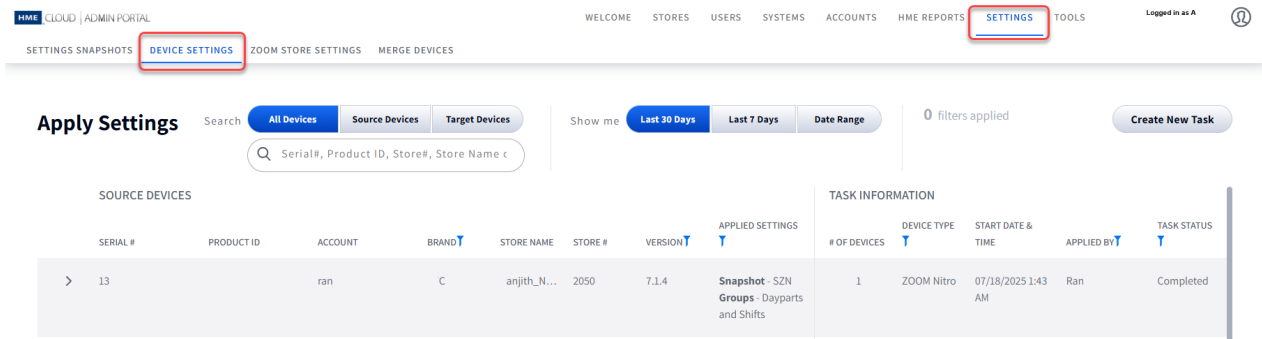 HME CLOUD | ADMIN PORTAL
WELCOME STORES USERS SYSTEMS ACCOUNTS HME REPORTS SETTINGS TOOLS
Logged in as A
SETTINGS SNAPSHOTS DEVICE SETTINGS ZOOM STORE SETTINGS MERGE DEVICES
Apply Settings
Search
All Devices Source Devices Target Devices
Serial#, Product ID, Store#, Store Name c
Show me
Last 30 Days Last 7 Days Date Range
0 filters applied
Create New Task
SOURCE DEVICES
TASK INFORMATION
SERIAL # PRODUCT ID ACCOUNT BRAND STORE NAME STORE # VERSION APPLIED SETTINGS # OF DEVICES DEVICE TYPE START DATE &
TIME
APPLIED BY TASK STATUS
13 ran C anjith_N... 2050 7.1.4 Snapshot - SZN
Groups - Dayparts
and Shifts
1 ZOOM Nitro 07/18/2025 1:43
AM
Ran Completed